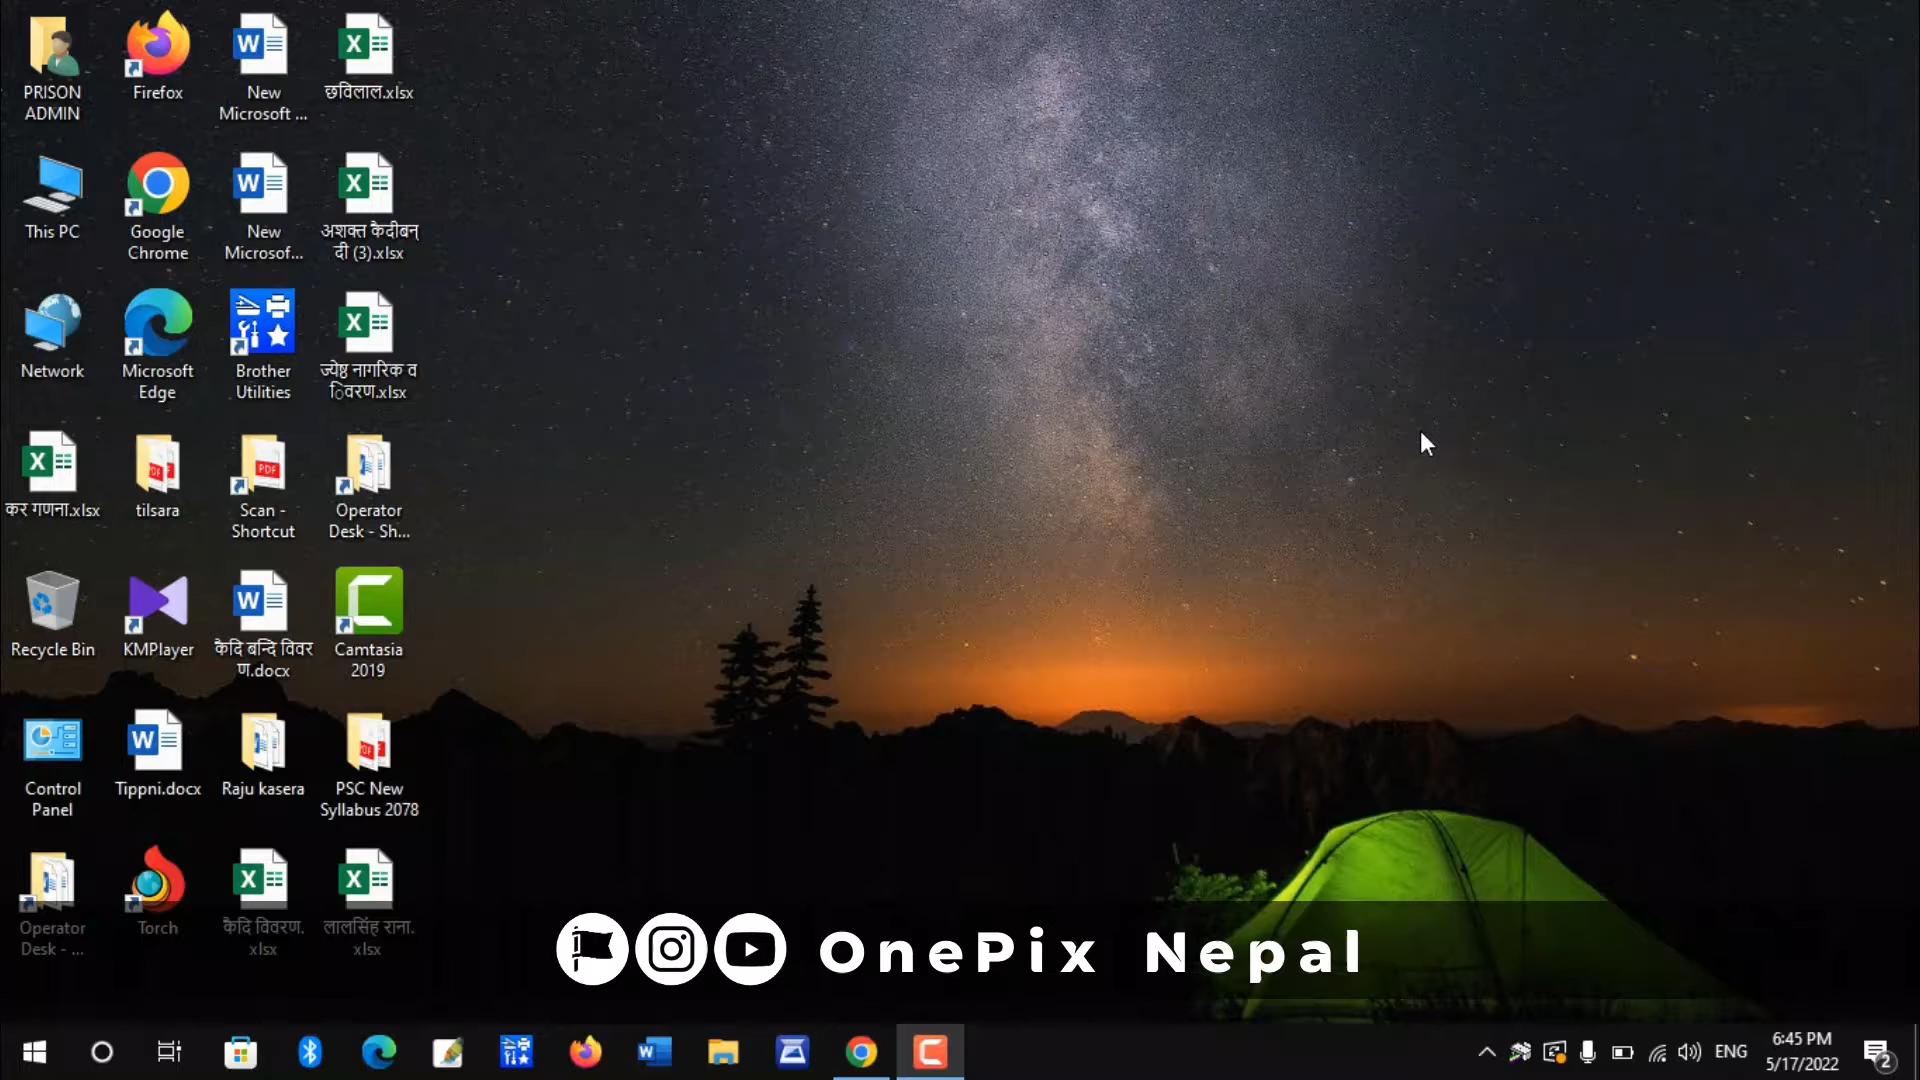 PRISON
ADMIN
Firefox
New
Microsoft ...
छविलाल.xlsx
This PC
Google
Chrome
New
Microsof...
अशक्त कैदीबन्
दी (3).xlsx
Network
Microsoft
Edge
Brother
Utilities
ज्येष्ठ नागरिक व
िवरण.xlsx
कर गणना.xlsx
tilsara
Scan -
Shortcut
Operator
Desk - Sh...
Recycle Bin
KMPlayer
कैदि बन्दि विवर
ण.docx
Camtasia
2019
Control
Panel
Tippni.docx
Raju kasera
PSC New
Syllabus 2078
Operator
Desk - ...
Torch
कैदि विवरण.
xlsx
लालसिंह राना.
xlsx
OnePix Nepal
ENG
6:45 PM
5/17/2022
2